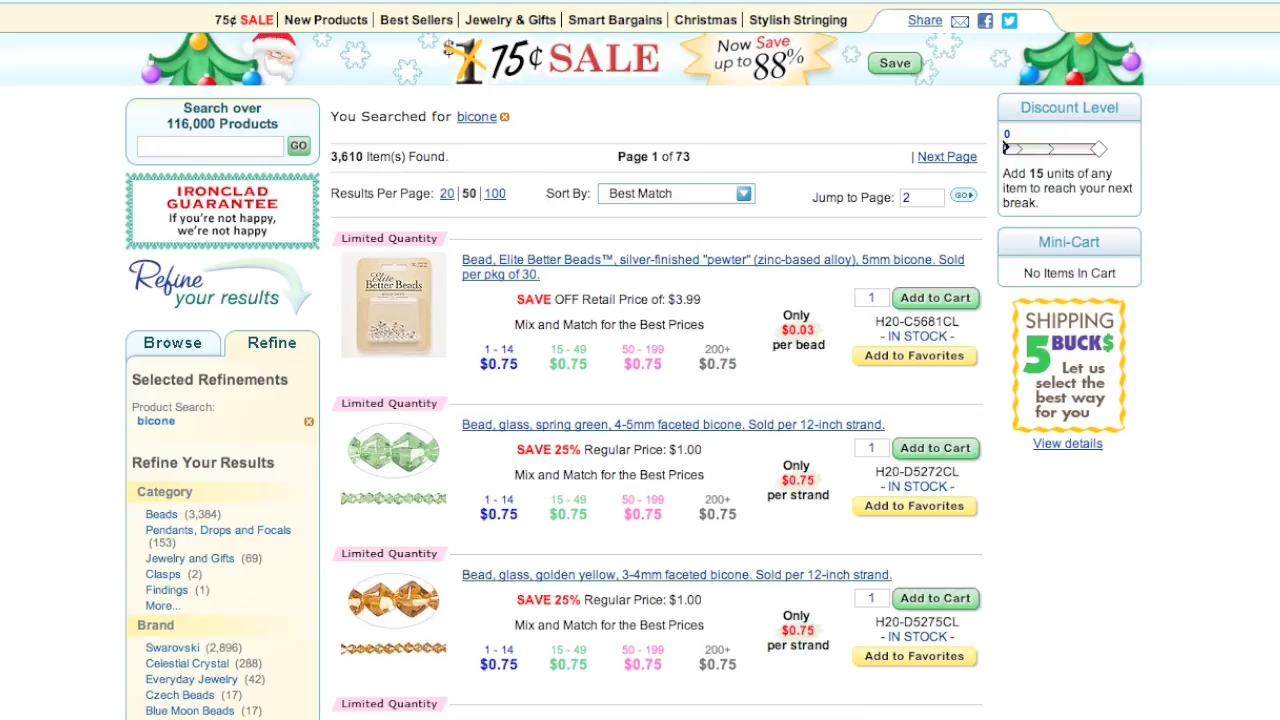 75¢ SALE | New Products | Best Sellers | Jewelry & Gifts | Smart Bargains | Christmas | Stylish Stringing
Share
$1 75¢ SALE
Now Save
up to 88%
Save
Search over
116,000 Products
GO
IRONCLAD
GUARANTEE
If you're not happy,
we're not happy
Refine
your results
Browse
Refine
Selected Refinements
Product Search:
bicone
Refine Your Results
Category
Beads (3,384)
Pendants, Drops and Focals
(153)
Jewelry and Gifts (69)
Clasps (2)
Findings (1)
More...
Brand
Swarovski (2,896)
Celestial Crystal (288)
Everyday Jewelry (42)
Czech Beads (17)
Blue Moon Beads (17)
You Searched for bicone
3,610 Item(s) Found.
Page 1 of 73
| Next Page
Results Per Page: 20 | 50 | 100
Sort By: Best Match
Jump to Page: 2 GO
Limited Quantity
Elite
Better Beads
Bead, Elite Better Beads™, silver-finished "pewter" (zinc-based alloy), 5mm bicone. Sold
per pkg of 30.
SAVE OFF Retail Price of: $3.99
Mix and Match for the Best Prices
1 - 14 15 - 49 50 - 199 200+
$0.75 $0.75 $0.75 $0.75
Only
$0.03
per bead
1 Add to Cart
H20-C5681CL
- IN STOCK -
Add to Favorites
Limited Quantity
Bead, glass, spring green, 4-5mm faceted bicone. Sold per 12-inch strand.
SAVE 25% Regular Price: $1.00
Mix and Match for the Best Prices
1 - 14 15 - 49 50 - 199 200+
$0.75 $0.75 $0.75 $0.75
Only
$0.75
per strand
1 Add to Cart
H20-D5272CL
- IN STOCK -
Add to Favorites
Limited Quantity
Bead, glass, golden yellow, 3-4mm faceted bicone. Sold per 12-inch strand.
SAVE 25% Regular Price: $1.00
Mix and Match for the Best Prices
1 - 14 15 - 49 50 - 199 200+
$0.75 $0.75 $0.75 $0.75
Only
$0.75
per strand
1 Add to Cart
H20-D5275CL
- IN STOCK -
Add to Favorites
Limited Quantity
Discount Level
0
Add 15 units of any
item to reach your next
break.
Mini-Cart
No Items In Cart
SHIPPING
5 BUCK$
Let us
select the
best way
for you
View details